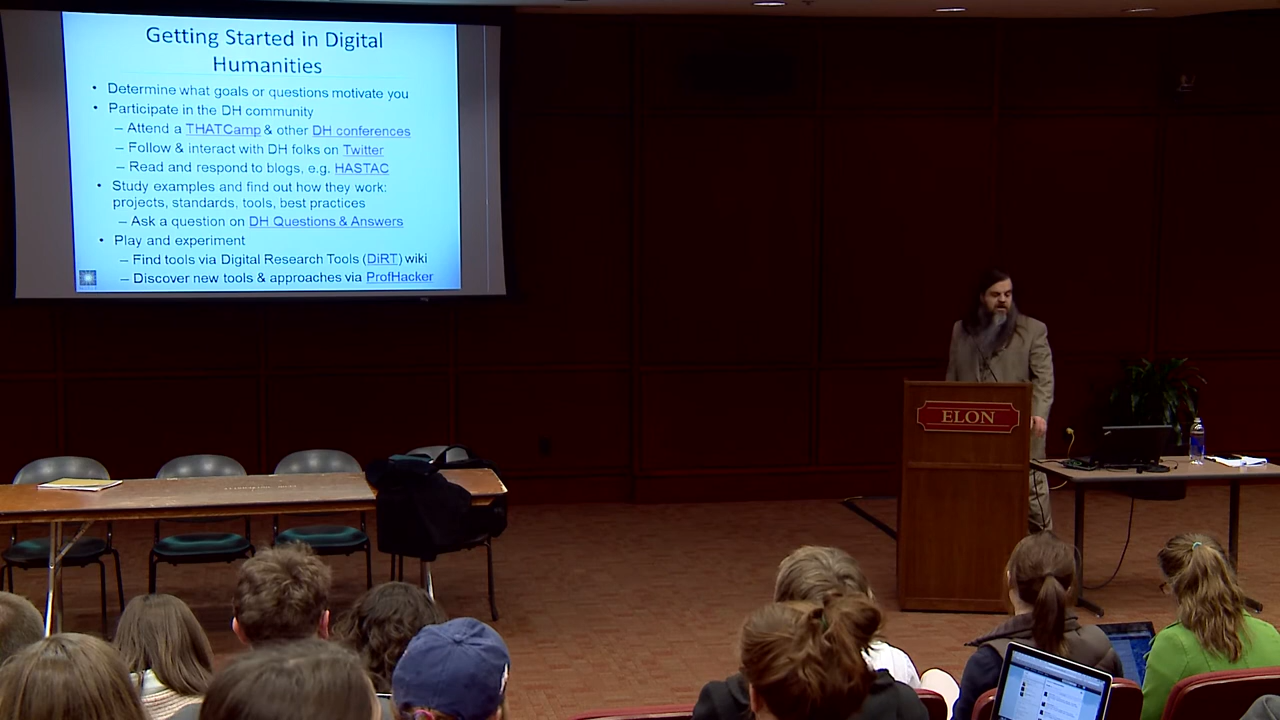 Getting Started in Digital
Humanities
• Determine what goals or questions motivate you
• Participate in the DH community
– Attend a THATCamp & other DH conferences
– Follow & interact with DH folks on Twitter
– Read and respond to blogs, e.g. HASTAC
• Study examples and find out how they work:
projects, standards, tools, best practices
– Ask a question on DH Questions & Answers
• Play and experiment
– Find tools via Digital Research Tools (DiRT) wiki
– Discover new tools & approaches via ProfHacker
ELON